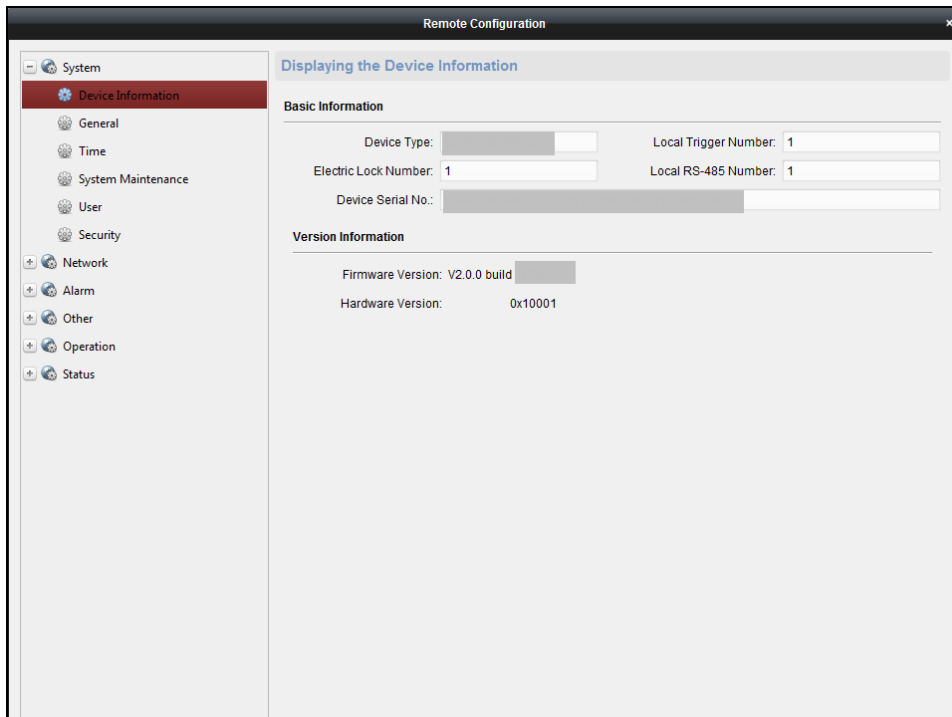 Remote Configuration ×
System
Device Information
General
Time
System Maintenance
User
Security
Network
Alarm
Other
Operation
Status
Displaying the Device Information
Basic Information
Device Type: Local Trigger Number: 1
Electric Lock Number: 1 Local RS-485 Number: 1
Device Serial No.:
Version Information
Firmware Version: V2.0.0 build
Hardware Version: 0x10001